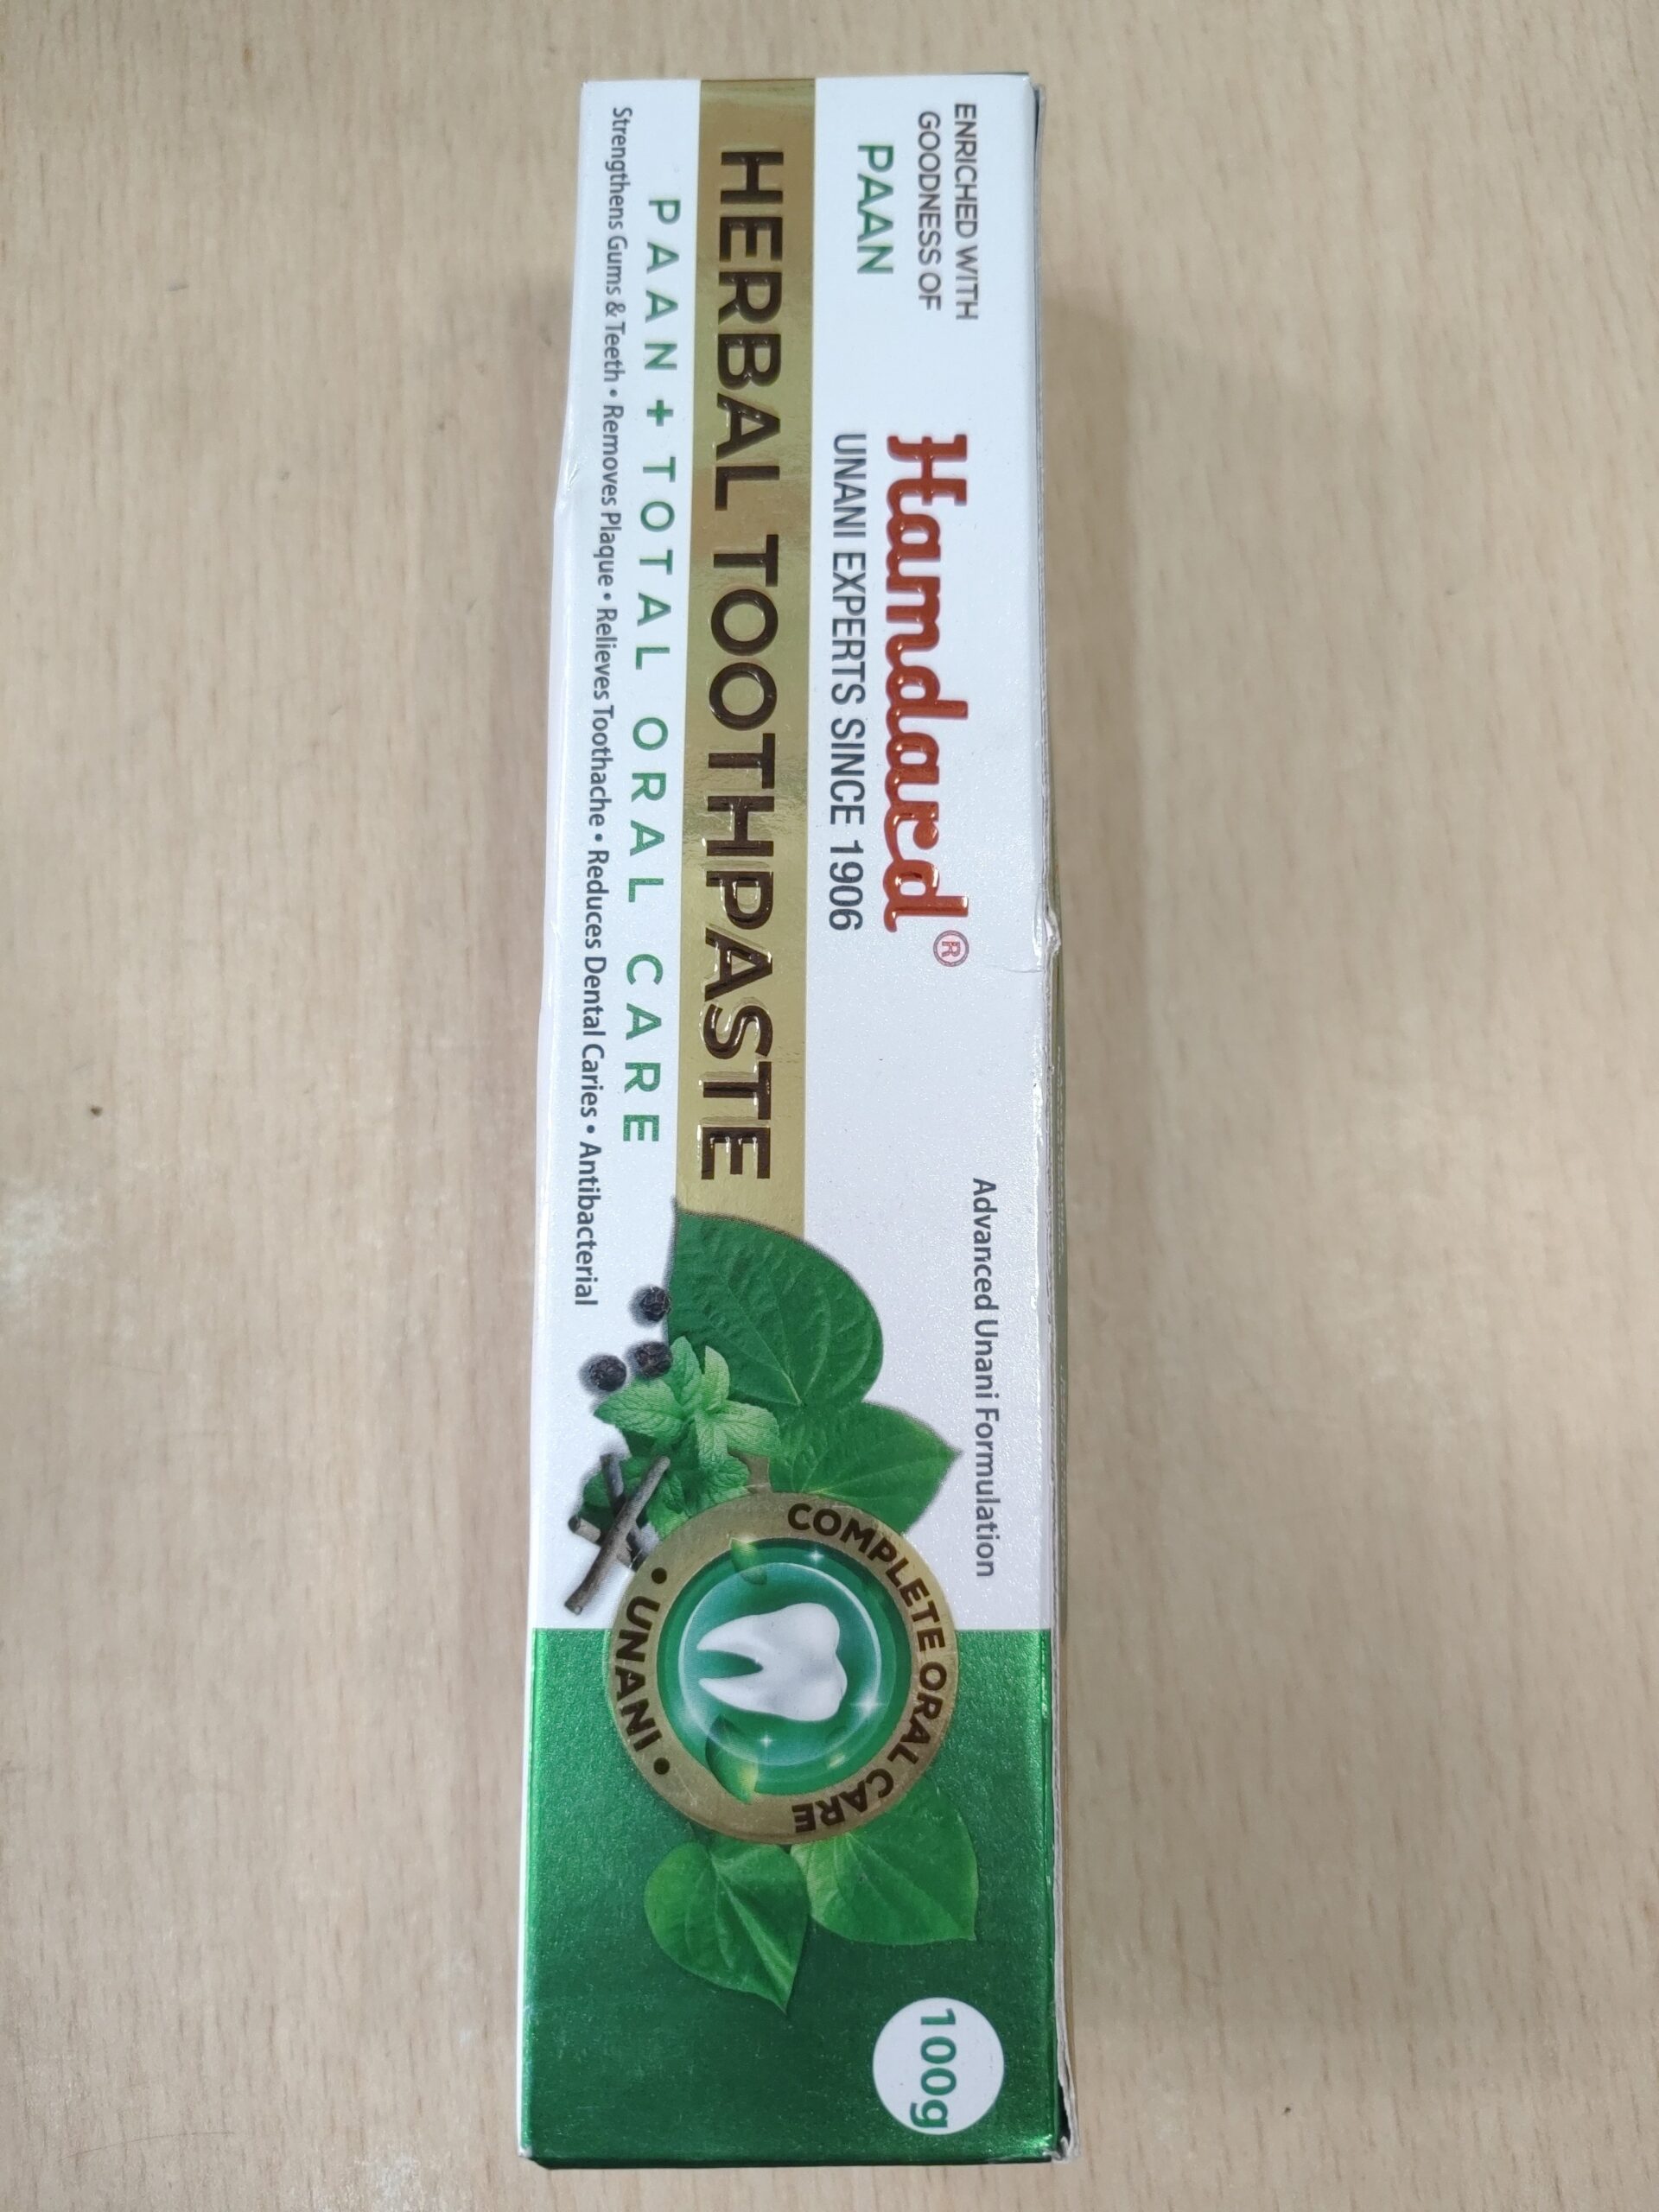 ENRICHED WITH
GOODNESS OF
PAAN
Hamdard®
UNANI EXPERTS SINCE 1906
Advanced Unani Formulation
HERBAL TOOTHPASTE
PAAN + TOTAL ORAL CARE
Strengthens Gums & Teeth • Removes Plaque • Relieves Toothache • Reduces Dental Caries • Antibacterial
COMPLETE ORAL CARE
• UNANI •
100g